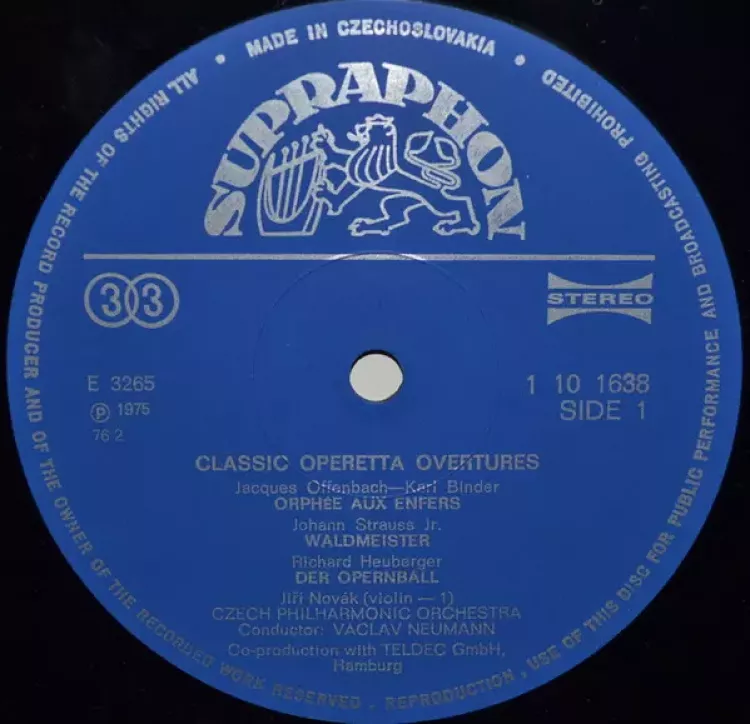 MADE IN CZECHOSLOVAKIA • ALL RIGHTS OF THE RECORD PRODUCER AND OF THE OWNER OF THE RECORDED WORK RESERVED - REPRODUCTION, USE OF THIS DISC FOR PUBLIC PERFORMANCE AND BROADCASTING PROHIBITED •
SUPRAPHON
33
STEREO
E 3265
℗ 1975
76 2
1 10 1638
SIDE 1
CLASSIC OPERETTA OVERTURES
Jacques Offenbach—Karl Binder
ORPHÉE AUX ENFERS
Johann Strauss Jr.
WALDMEISTER
Richard Heuberger
DER OPERNBALL
Jiří Novák (violin — 1)
CZECH PHILHARMONIC ORCHESTRA
Conductor: VÁCLAV NEUMANN
Co-production with TELDEC GmbH,
Hamburg